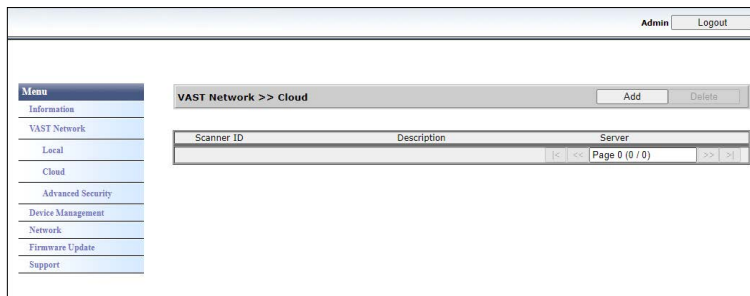 Admin Logout
Menu
Information
VAST Network
Local
Cloud
Advanced Security
Device Management
Network
Firmware Update
Support
VAST Network >> Cloud Add Delete
Scanner ID Description Server
|< << Page 0 (0 / 0) >> >|